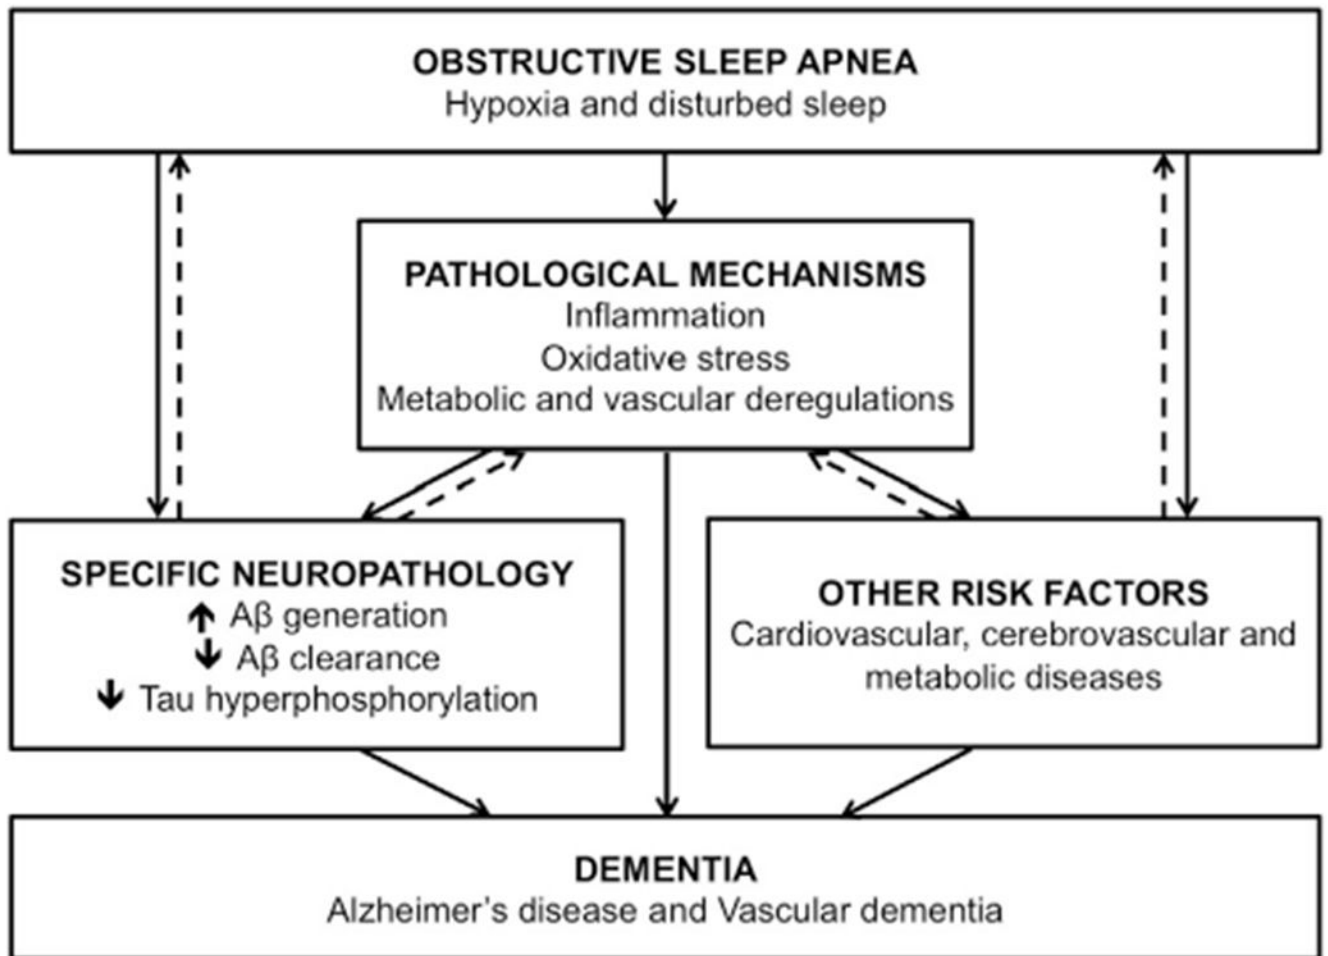 OBSTRUCTIVE SLEEP APNEA
Hypoxia and disturbed sleep
PATHOLOGICAL MECHANISMS
Inflammation
Oxidative stress
Metabolic and vascular deregulations
SPECIFIC NEUROPATHOLOGY
↑ Aβ generation
↓ Aβ clearance
↓ Tau hyperphosphorylation
OTHER RISK FACTORS
Cardiovascular, cerebrovascular and
metabolic diseases
DEMENTIA
Alzheimer's disease and Vascular dementia